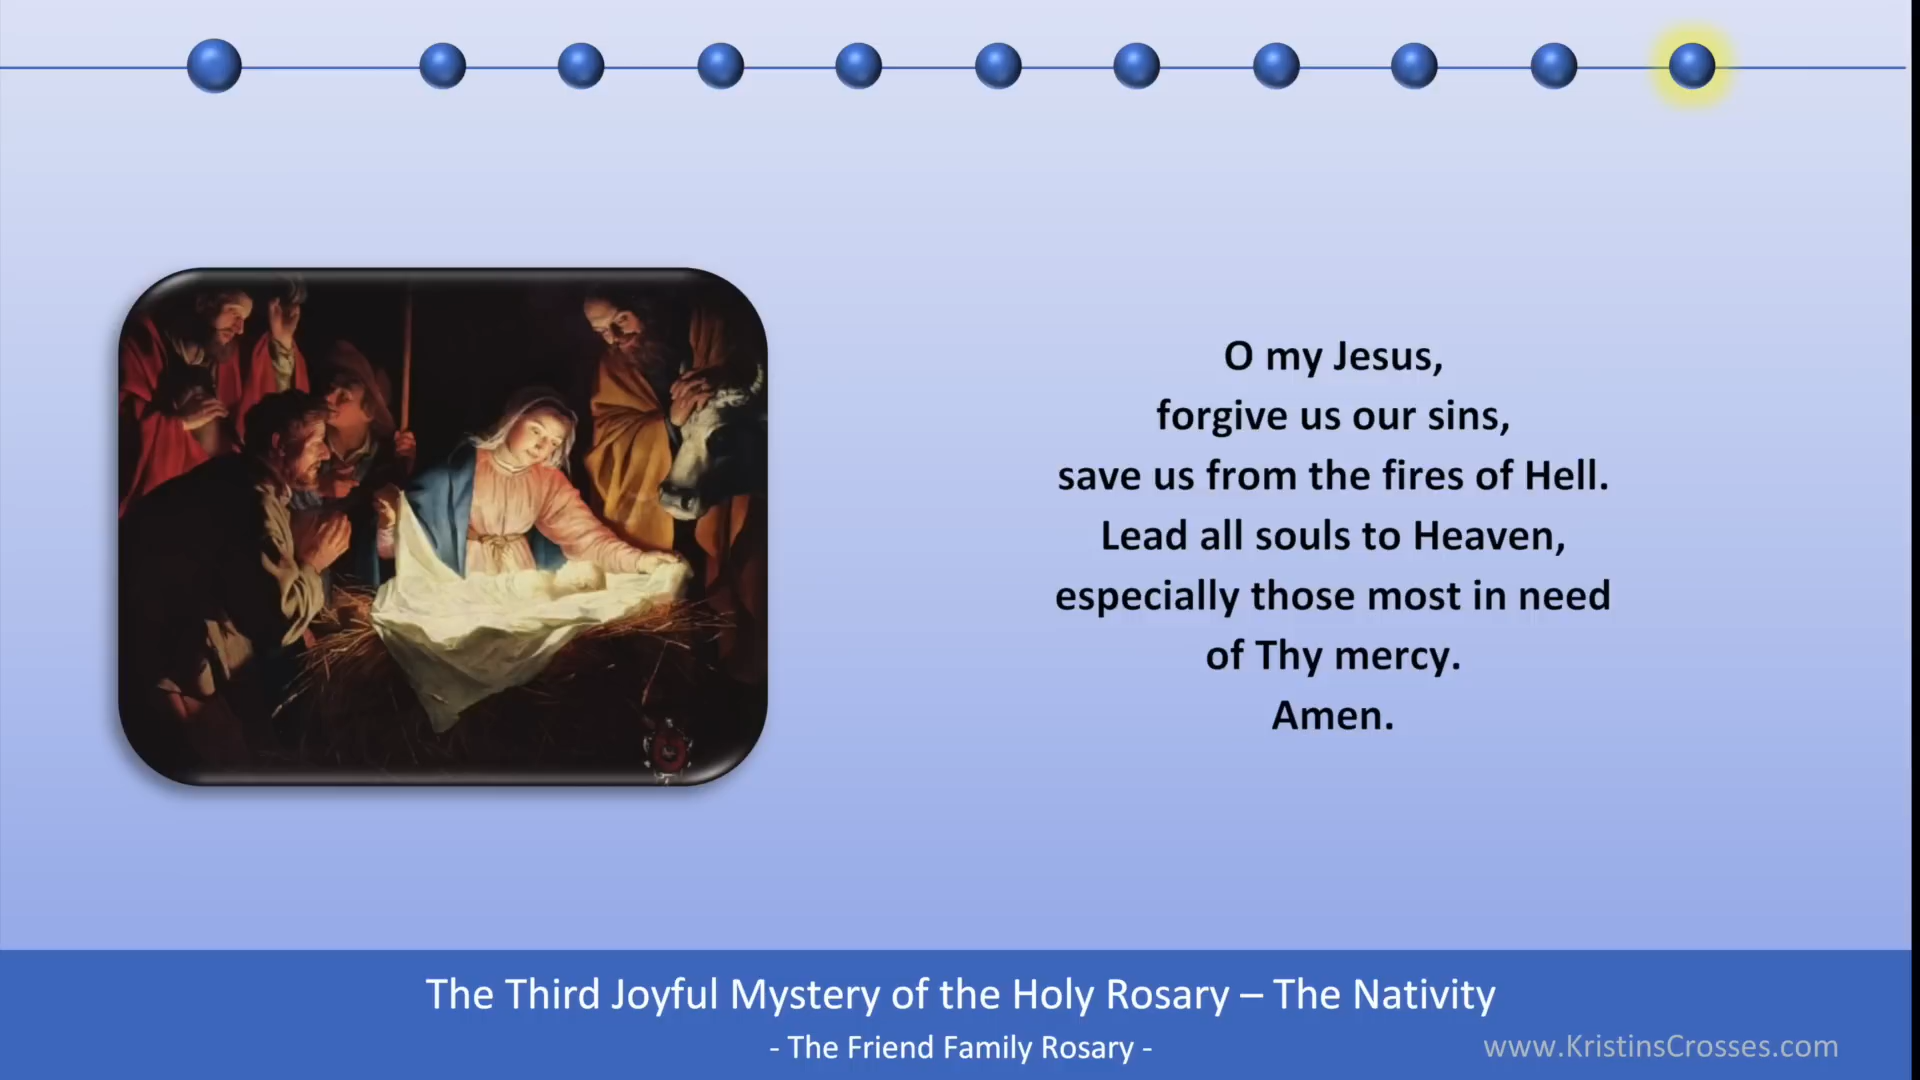 O my Jesus,
forgive us our sins,
save us from the fires of Hell.
Lead all souls to Heaven,
especially those most in need
of Thy mercy.
Amen.
The Third Joyful Mystery of the Holy Rosary – The Nativity
- The Friend Family Rosary -
www.KristinsCrosses.com